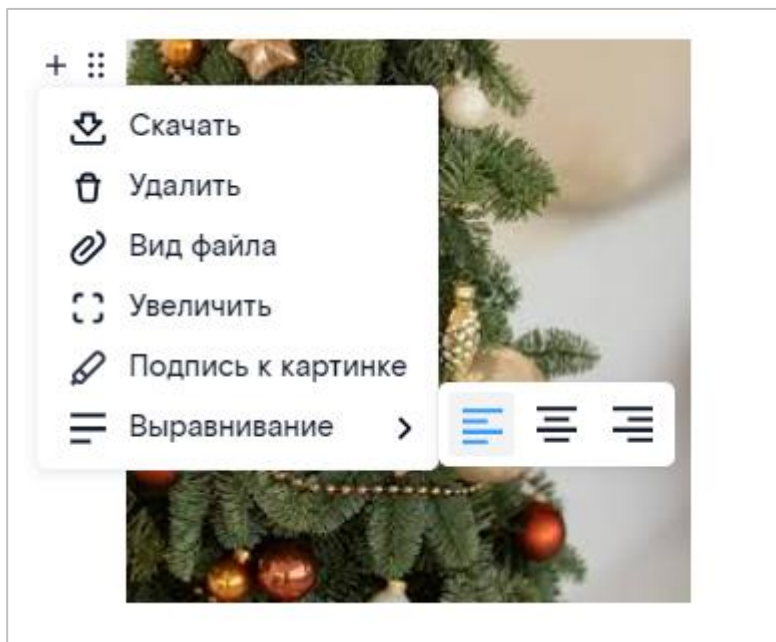 Скачать
Удалить
Вид файла
Увеличить
Подпись к картинке
Выравнивание